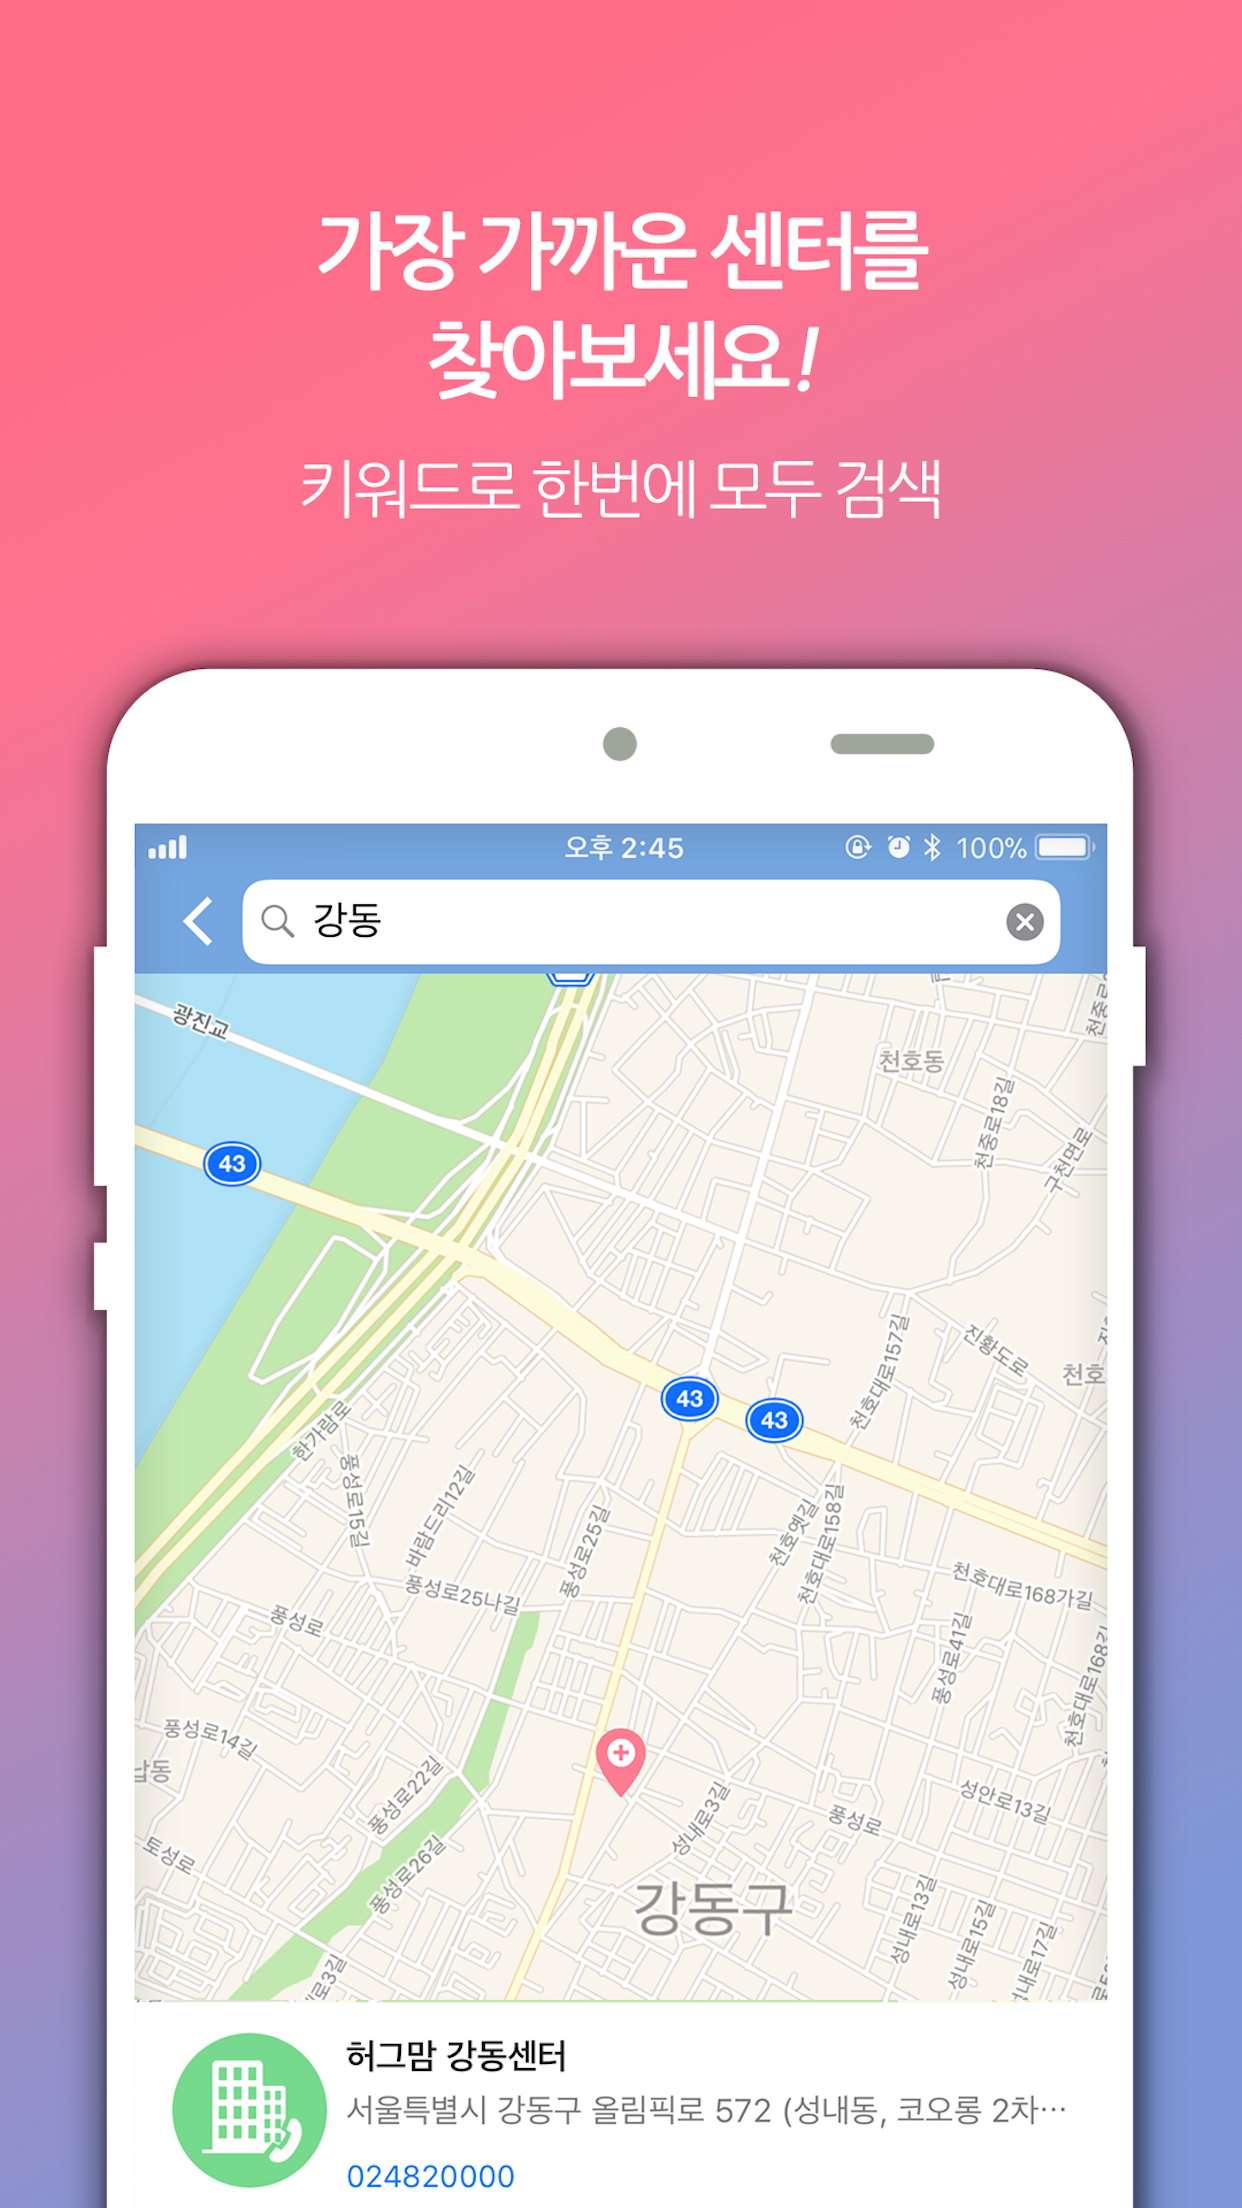 가장 가까운 센터를
찾아보세요!
키워드로 한번에 모두 검색
오후 2:45
100%
강동
광진교
천호동
천중로18길
구천면로
43
천호대로157길
진황도로
천호
43
43
한가람로
풍성로15길
바람드리12길
풍성로25길
천호옛길
천호대로158길
풍성로25나길
천호대로168가길
풍성로
풍성로41길
천호대로168
풍성로14길
풍성로22길
성내로3길
풍성로
성안로13길
토성로
풍성로26길
강동구
성내로13길
성내로15길
허그맘 강동센터
서울특별시 강동구 올림픽로 572 (성내동, 코오롱 2차…
024820000